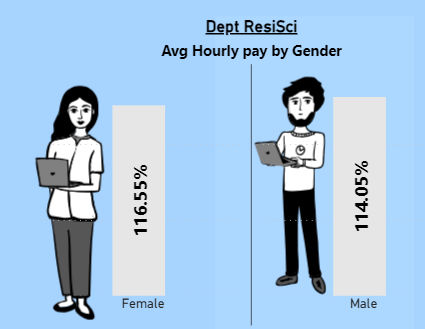 Dept ResiSci
Avg Hourly pay by Gender
116.55%
114.05%
Female
Male